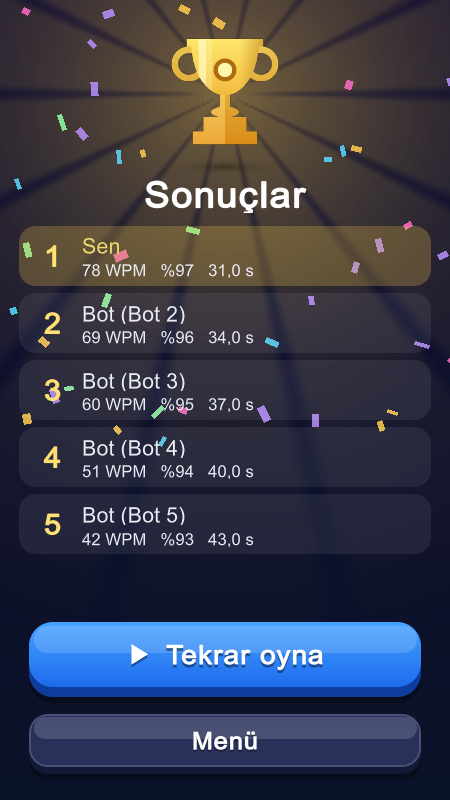 Sonuçlar
1
Sen
78 WPM %97 31,0 s
2
Bot (Bot 2)
69 WPM %96 34,0 s
3
Bot (Bot 3)
60 WPM %95 37,0 s
4
Bot (Bot 4)
51 WPM %94 40,0 s
5
Bot (Bot 5)
42 WPM %93 43,0 s
Tekrar oyna
Menü